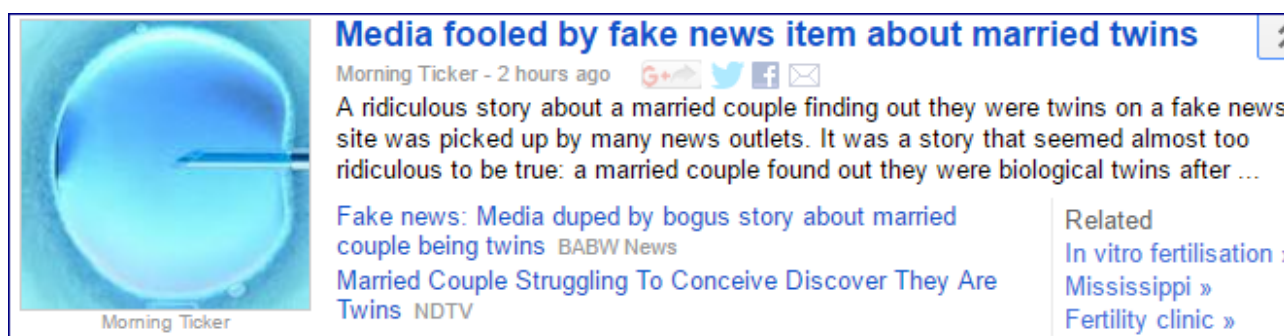 Media fooled by fake news item about married twins
Morning Ticker - 2 hours ago
A ridiculous story about a married couple finding out they were twins on a fake news
site was picked up by many news outlets. It was a story that seemed almost too
ridiculous to be true: a married couple found out they were biological twins after ...
Fake news: Media duped by bogus story about married
couple being twins BABW News
Married Couple Struggling To Conceive Discover They Are
Twins NDTV
Related
In vitro fertilisation »
Mississippi »
Fertility clinic »
Morning Ticker